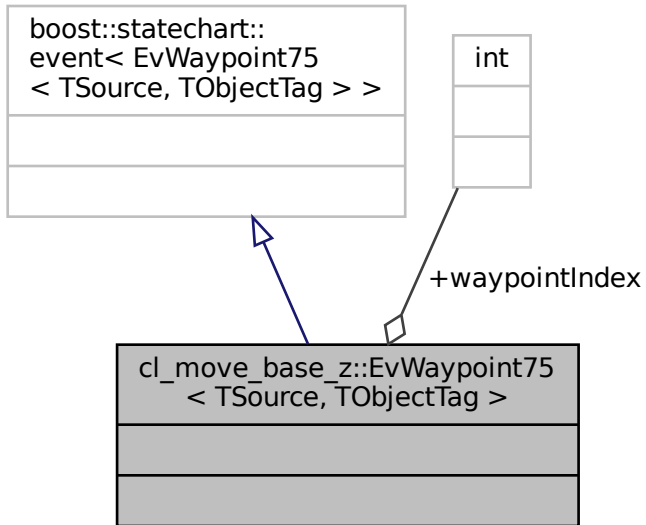 boost::statechart::
event< EvWaypoint75
< TSource, TObjectTag > >
int
+waypointIndex
cl_move_base_z::EvWaypoint75
< TSource, TObjectTag >